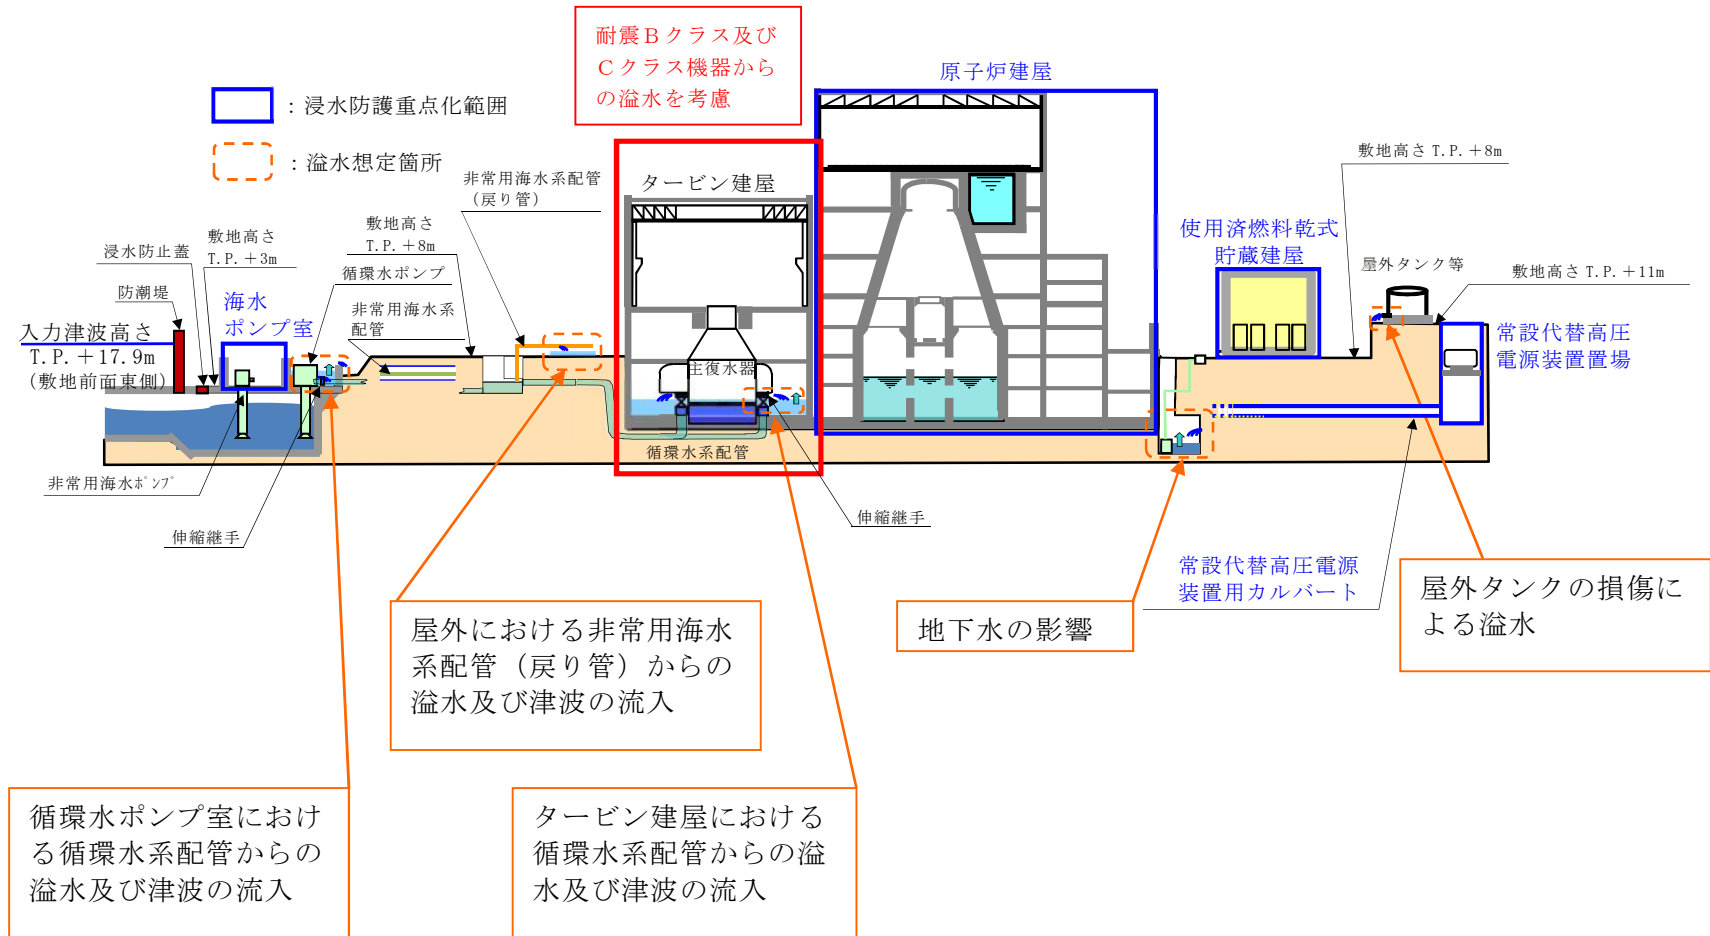 耐震Ｂクラス及び
Ｃクラス機器から
の溢水を考慮
原子炉建屋
：浸水防護重点化範囲
：溢水想定箇所
非常用海水系配管
（戻り管）
タービン建屋
敷地高さ T.P.＋8m
敷地高さ
T.P.＋8m
敷地高さ
T.P.＋3m
浸水防止蓋
循環水ポンプ
防潮堤
海水
ポンプ室
非常用海水系
配管
入力津波高さ
T.P.＋17.9m
（敷地前面東側）
使用済燃料乾式
貯蔵建屋
屋外タンク等
敷地高さ T.P.＋11m
常設代替高圧
電源装置置場
主復水器
循環水系配管
非常用海水ﾎﾟﾝﾌﾟ
伸縮継手
伸縮継手
常設代替高圧電源
装置用カルバート
屋外タンクの損傷に
よる溢水
地下水の影響
屋外における非常用海水
系配管（戻り管）からの
溢水及び津波の流入
循環水ポンプ室におけ
る循環水系配管からの
溢水及び津波の流入
タービン建屋における
循環水系配管からの溢
水及び津波の流入